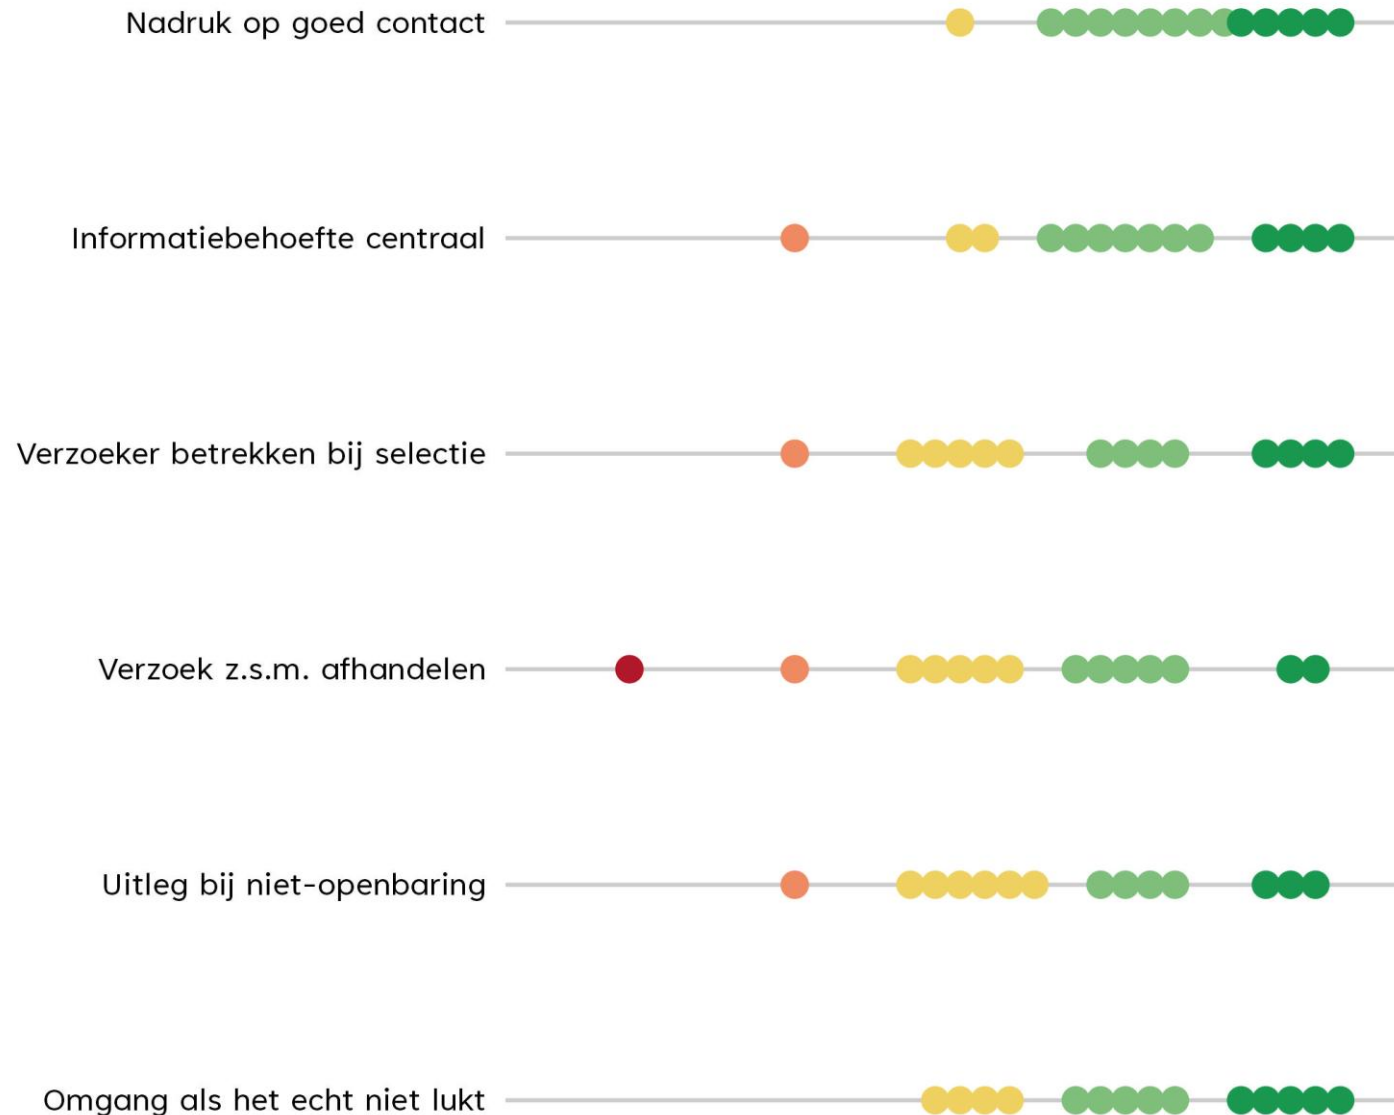 Nadruk op goed contact
Informatiebehoefte centraal
Verzoeker betrekken bij selectie
Verzoek z.s.m. afhandelen
Uitleg bij niet-openbaring
Omgang als het echt niet lukt